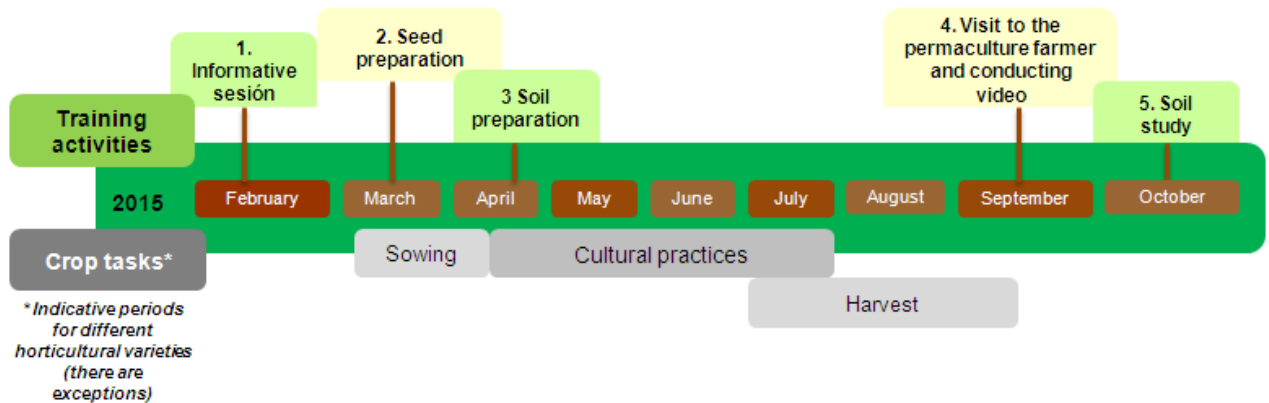 1.
Informative
sesión
2. Seed
preparation
3 Soil
preparation
4. Visit to the
permaculture farmer
and conducting
video
5. Soil
study
Training
activities
2015
February
March
April
May
June
July
August
September
October
Crop tasks*
Sowing
Cultural practices
Harvest
* Indicative periods
for different
horticultural varieties
(there are
exceptions)